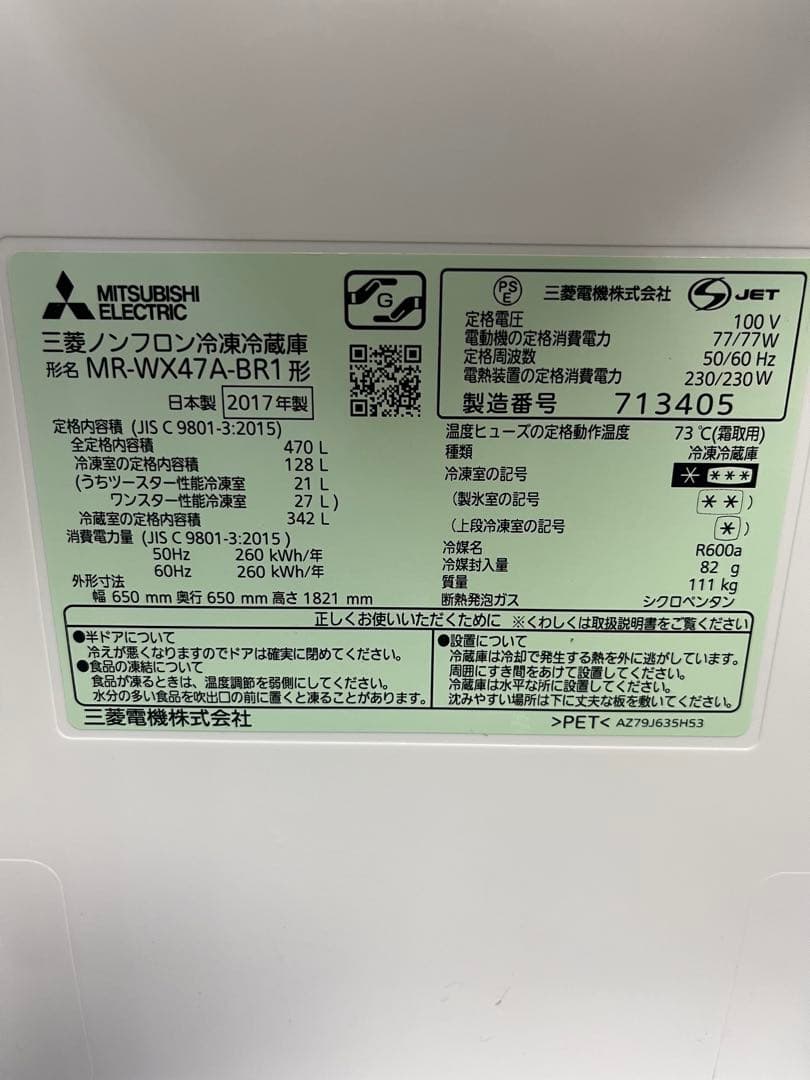 MITSUBISHI
ELECTRIC
三菱ノンフロン冷凍冷蔵庫
形名 MR-WX47A-BR1形
日本製 2017年製
G
定格内容積 (JIS C 9801-3:2015)
全定格内容積 470 L
冷凍室の定格内容積 128 L
(うちツースター性能冷凍室 21 L
ワンスター性能冷凍室 27 L)
冷蔵室の定格内容積 342 L
消費電力量 (JIS C 9801-3:2015)
50Hz 260 kWh/年
60Hz 260 kWh/年
外形寸法
幅 650 mm 奥行 650 mm 高さ 1821 mm
PS
E
三菱電機株式会社
JET
定格電圧 100 V
電動機の定格消費電力 77/77W
定格周波数 50/60 Hz
電熱装置の定格消費電力 230/230W
製造番号 713405
温度ヒューズの定格動作温度 73℃(霜取用)
種類 冷凍冷蔵庫
冷凍室の記号 * ***
(製氷室の記号 **)
(上段冷凍室の記号 *)
冷媒名 R600a
冷媒封入量 82 g
質量 111 kg
断熱発泡ガス シクロペンタン
正しくお使いいただくために ※くわしくは取扱説明書をご覧ください
●半ドアについて
冷えが悪くなりますのでドアは確実に閉めてください。
●食品の凍結について
食品が凍るときは、温度調節を弱側にしてください。
水分の多い食品を吹出口の前に置くと凍ることがあります。
●設置について
冷蔵庫は冷却で発生する熱を外に逃がしています。
周囲にすき間をあけて設置してください。
冷蔵庫は水平な所に設置してください。
沈みやすい場所は下に丈夫な板を敷いてください。
三菱電機株式会社
>PET< AZ79J635H53